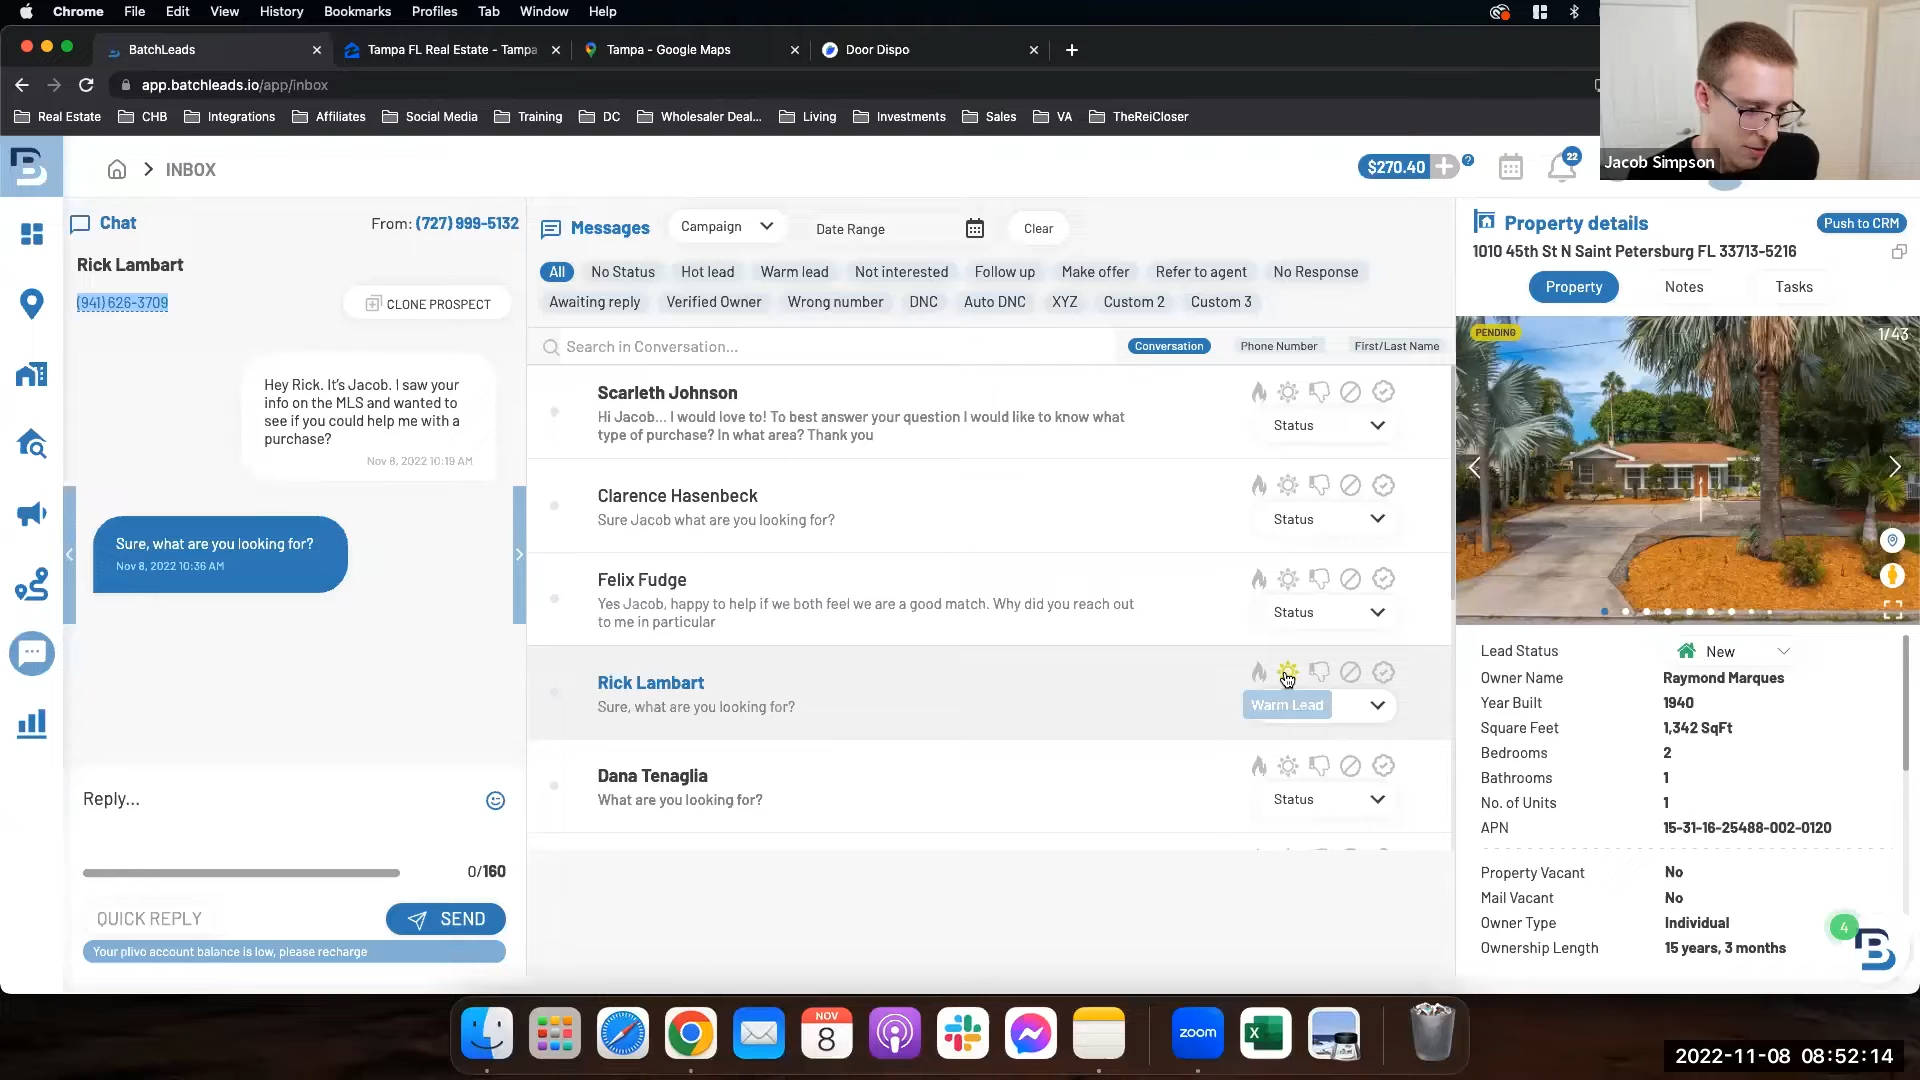 Chrome File Edit View History Bookmarks Profiles Tab Window Help
BatchLeads
Tampa FL Real Estate - Tampa
Tampa - Google Maps
Door Dispo
app.batchleads.io/app/inbox
Real Estate CHB Integrations Affiliates Social Media Training DC Wholesaler Deal... Living Investments Sales VA TheReiCloser
Jacob Simpson
INBOX
$270.40
22
Chat
From: (727) 999-5132
Rick Lambart
(941) 626-3709
CLONE PROSPECT
Hey Rick. It's Jacob. I saw your
info on the MLS and wanted to
see if you could help me with a
purchase?
Nov 8, 2022 10:19 AM
Sure, what are you looking for?
Nov 8, 2022 10:36 AM
Reply...
0/160
QUICK REPLY
SEND
Your plivo account balance is low, please recharge
Messages
Campaign
Date Range
Clear
All No Status Hot lead Warm lead Not interested Follow up Make offer Refer to agent No Response
Awaiting reply Verified Owner Wrong number DNC Auto DNC XYZ Custom 2 Custom 3
Search in Conversation...
Conversation Phone Number First/Last Name
Scarleth Johnson
Hi Jacob... I would love to! To best answer your question I would like to know what
type of purchase? In what area? Thank you
Status
Clarence Hasenbeck
Sure Jacob what are you looking for?
Status
Felix Fudge
Yes Jacob, happy to help if we both feel we are a good match. Why did you reach out
to me in particular
Status
Rick Lambart
Sure, what are you looking for?
Warm Lead
Dana Tenaglia
What are you looking for?
Status
Property details
Push to CRM
1010 45th St N Saint Petersburg FL 33713-5216
Property Notes Tasks
PENDING
1/43
Lead Status New
Owner Name Raymond Marques
Year Built 1940
Square Feet 1,342 SqFt
Bedrooms 2
Bathrooms 1
No. of Units 1
APN 15-31-16-25488-002-0120
Property Vacant No
Mail Vacant No
Owner Type Individual
Ownership Length 15 years, 3 months
4
NOV
8
zoom
2022-11-08 08:52:14